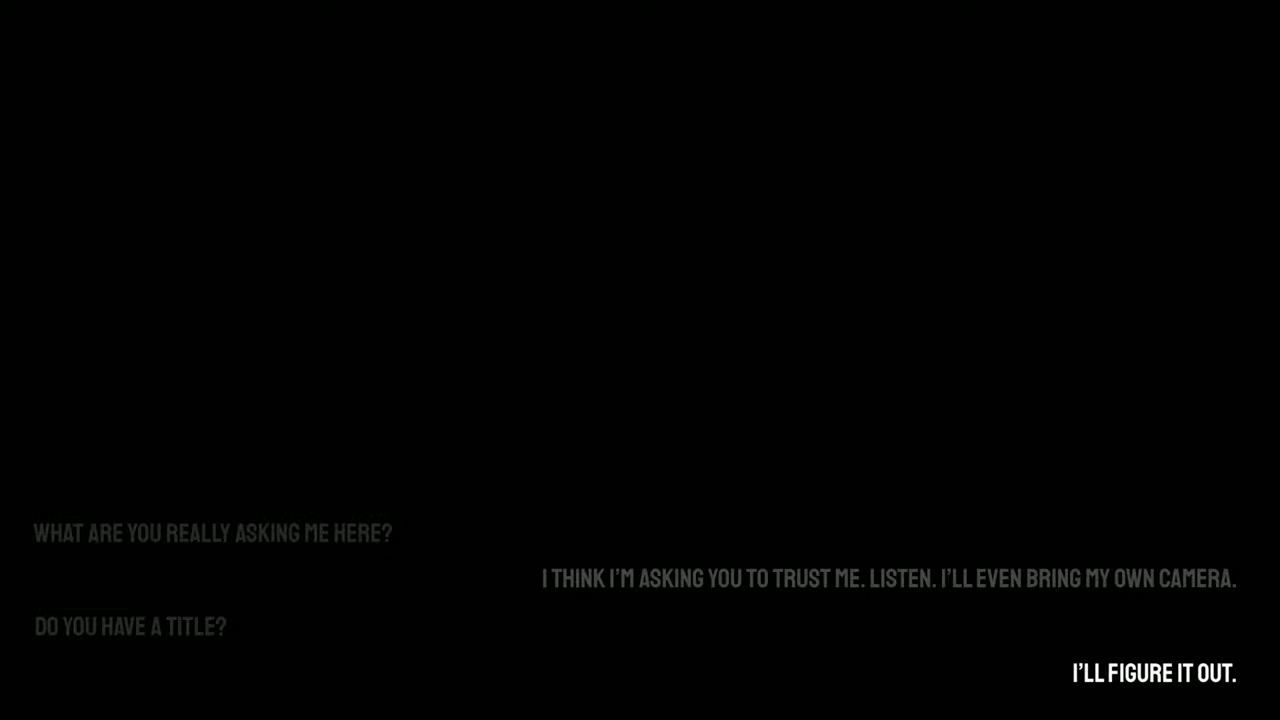 WHAT ARE YOU REALLY ASKING ME HERE?
I THINK I'M ASKING YOU TO TRUST ME. LISTEN. I'LL EVEN BRING MY OWN CAMERA.
DO YOU HAVE A TITLE?
I'LL FIGURE IT OUT.